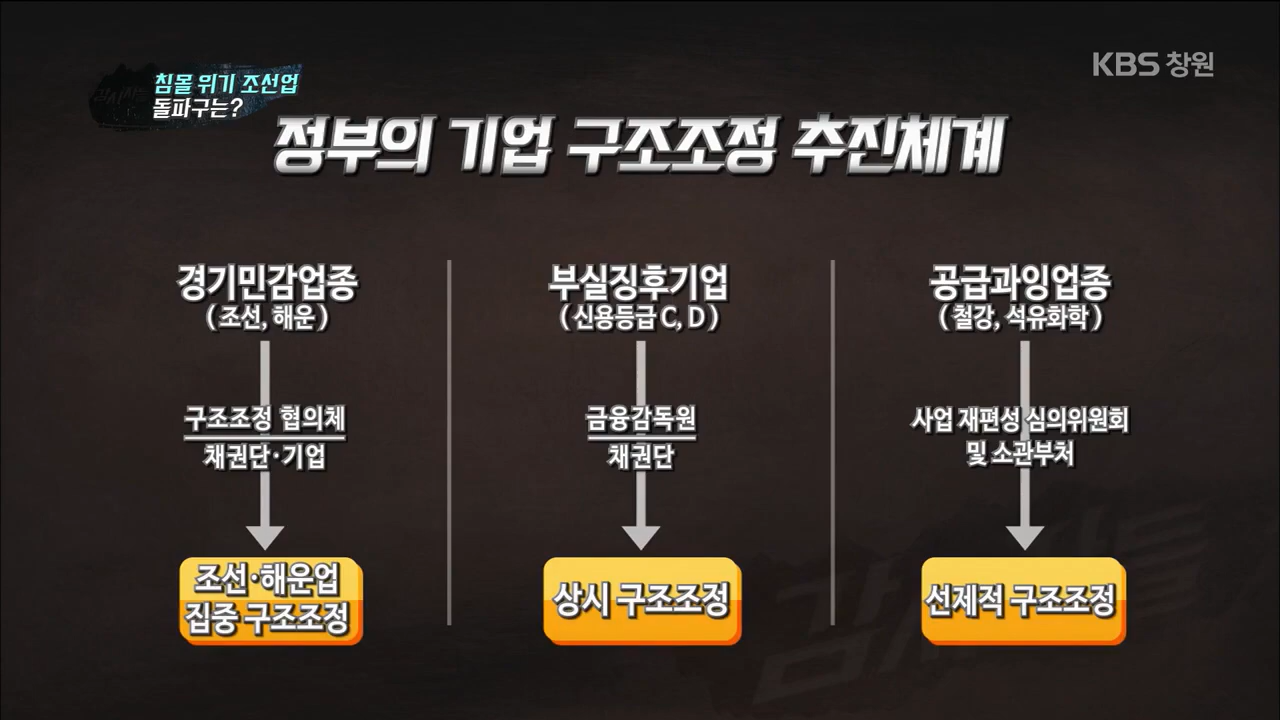 침몰 위기 조선업
돌파구는?
KBS 창원
정부의 기업 구조조정 추진체계
경기민감업종
( 조선, 해운 )
구조조정 협의체
채권단·기업
조선·해운업
집중 구조조정
부실징후기업
( 신용등급 C, D )
금융감독원
채권단
상시 구조조정
공급과잉업종
( 철강, 석유화학 )
사업 재편성 심의위원회
및 소관부처
선제적 구조조정
감시자들